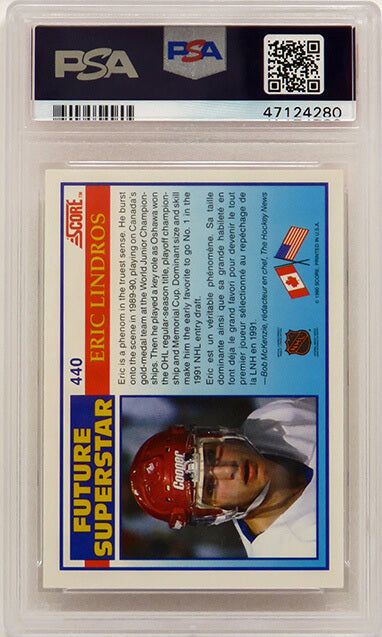 PSA
PSA
47124280
440
SCORE™
FUTURE
SUPERSTAR
ERIC LINDROS
Eric is a phenom in the truest sense. He burst
onto the scene in 1989-90, playing on Canada's
gold-medal team at the World Junior Champion-
ships. Then he played a key role as Oshawa won
the OHL regular-season title, playoff champion-
ship and Memorial Cup. Dominant size and skill
make him the early favorite to go No. 1 in the
1991 NHL entry draft.
Eric est un véritable phénomène. Sa taille
dominante ainsi que sa grande habileté en
font déja le grand favori pour devenir le tout
premier joueur sélectionné au repéchage de
la LNH en 1991.
—Bob McKenzie, rédacteur en chef, The Hockey News
© 1990 SCORE, PRINTED IN U.S.A.
NHL
Cooper